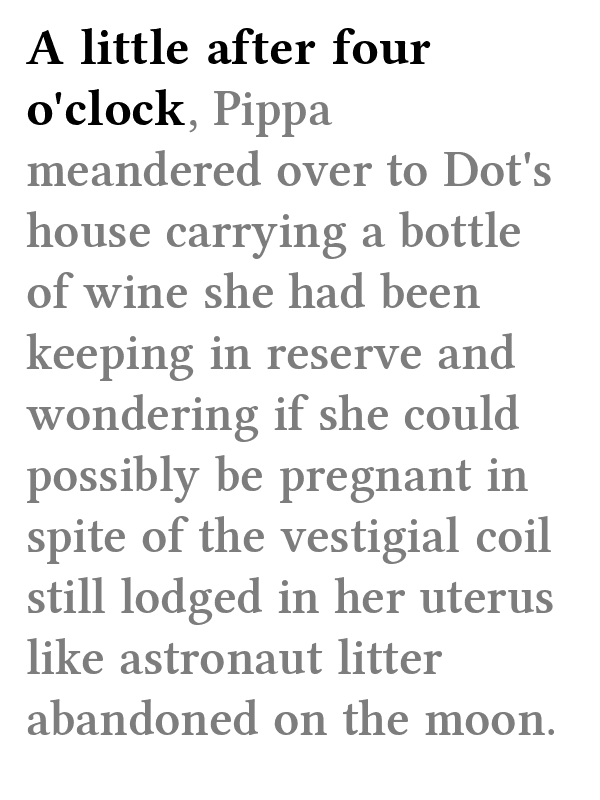 A little after four
o'clock, Pippa
meandered over to Dot's
house carrying a bottle
of wine she had been
keeping in reserve and
wondering if she could
possibly be pregnant in
spite of the vestigial coil
still lodged in her uterus
like astronaut litter
abandoned on the moon.